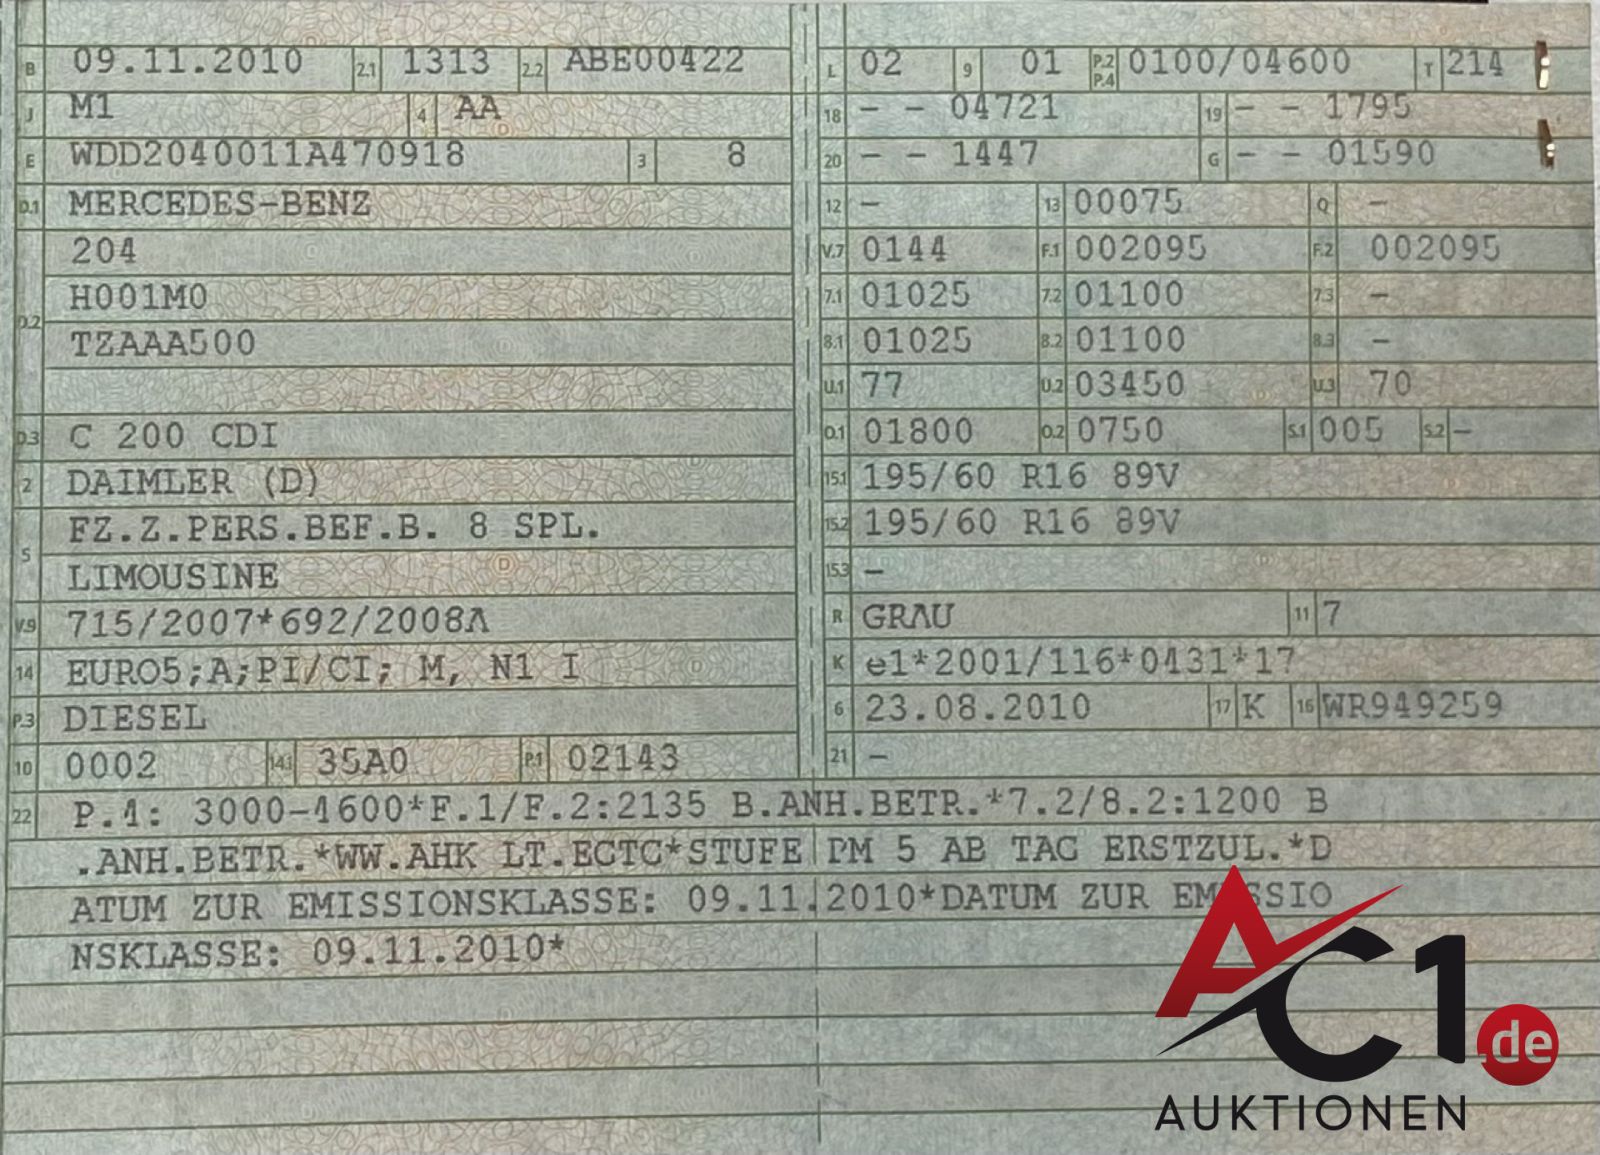 B 09.11.2010 2.1 1313 2.2 ABE00422
J M1 4 AA
E WDD2040011A470918 3 8
D.1 MERCEDES-BENZ
204
H001M0
D.2
TZAAA500
D.3 C 200 CDI
2 DAIMLER (D)
FZ.Z.PERS.BEF.B. 8 SPL.
5
LIMOUSINE
V.9 715/2007*692/2008A
14 EURO5;A;PI/CI; M, N1 I
P.3 DIESEL
10 0002 14.1 35A0 P.1 02143
L 02 9 01 P.2 P.4 0100/04600 T 214
18 - - 04721 19 - - 1795
20 - - 1447 G - - 01590
12 - 13 00075 Q -
V.7 0144 F.1 002095 F.2 002095
7.1 01025 7.2 01100 7.3 -
8.1 01025 8.2 01100 8.3 -
U.1 77 U.2 03450 U.3 70
O.1 01800 O.2 0750 S.1 005 S.2 -
15.1 195/60 R16 89V
15.2 195/60 R16 89V
15.3 -
R GRAU 11 7
K e1*2001/116*0431*17
6 23.08.2010 17 K 16 WR949259
21 -
22 P.4: 3000-4600*F.1/F.2:2135 B.ANH.BETR.*7.2/8.2:1200 B
.ANH.BETR.*WW.AHK LT.EGTG*STUFE PM 5 AB TAG ERSTZUL.*D
ATUM ZUR EMISSIONSKLASSE: 09.11.2010*DATUM ZUR EMISSIO
NSKLASSE: 09.11.2010*
AC1.de
AUKTIONEN